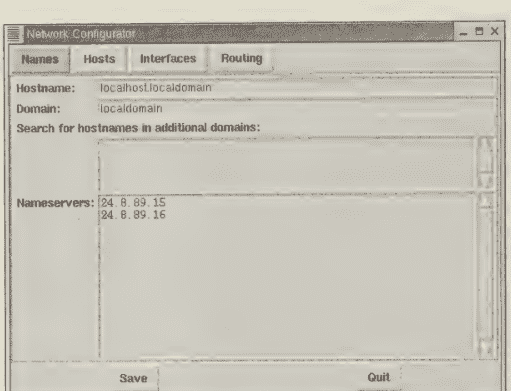 Network Configurator
Names Hosts Interfaces Routing
Hostname: localhost.localdomain
Domain: localdomain
Search for hostnames in additional domains:
Nameservers: 24.8.89.15
24.8.89.16
Save Quit